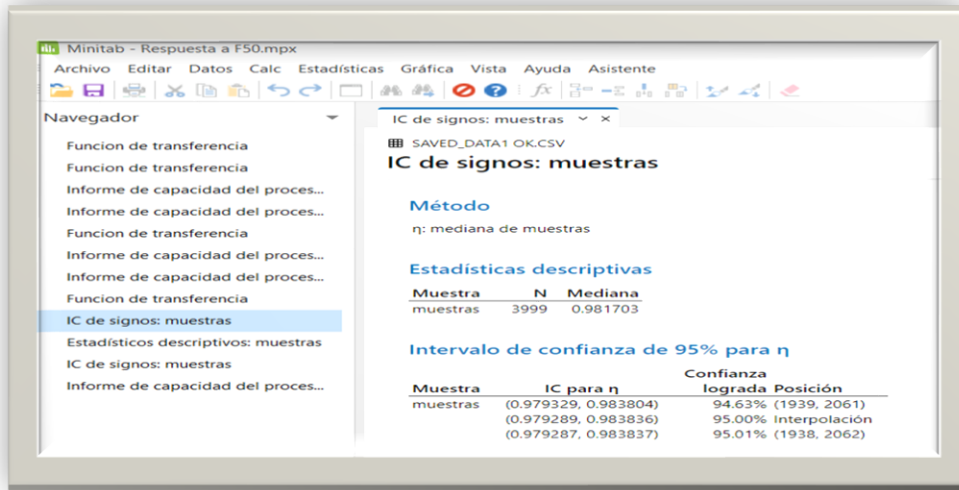 Minitab - Respuesta a F50.mpx
Archivo Editar Datos Calc Estadísticas Gráfica Vista Ayuda Asistente
Navegador
Funcion de transferencia
Funcion de transferencia
Informe de capacidad del proces...
Informe de capacidad del proces...
Funcion de transferencia
Informe de capacidad del proces...
Informe de capacidad del proces...
Funcion de transferencia
IC de signos: muestras
Estadísticos descriptivos: muestras
IC de signos: muestras
Informe de capacidad del proces...
IC de signos: muestras
SAVED_DATA1 OK.CSV
IC de signos: muestras
Método
η: mediana de muestras
Estadísticas descriptivas
Muestra N Mediana
muestras 3999 0.981703
Intervalo de confianza de 95% para η
Confianza
Muestra IC para η lograda Posición
muestras (0.979329, 0.983804) 94.63% (1939, 2061)
(0.979289, 0.983836) 95.00% Interpolación
(0.979287, 0.983837) 95.01% (1938, 2062)